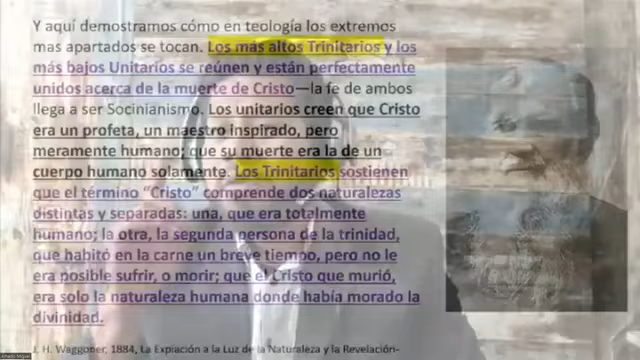 Y aquí demostramos cómo en teología los extremos
mas apartados se tocan. Los más altos Trinitarios y los
más bajos Unitarios se reúnen y están perfectamente
unidos acerca de la muerte de Cristo—la fe de ambos
llega a ser Socinianismo. Los unitarios creen que Cristo
era un profeta, un maestro inspirado, pero
meramente humano; que su muerte era la de un
cuerpo humano solamente. Los Trinitarios sostienen
que el término “Cristo” comprende dos naturalezas
distintas y separadas: una, que era totalmente
humano; la otra, la segunda persona de la trinidad,
que habitó en la carne un breve tiempo, pero no le
era posible sufrir, o morir; que el Cristo que murió,
era solo la naturaleza humana donde había morado la
divinidad.
J. H. Waggoner, 1884, La Expiación a la Luz de la Naturaleza y la Revelación-